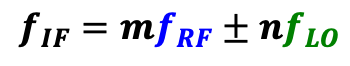 f_IF = mf_RF ± nf_LO